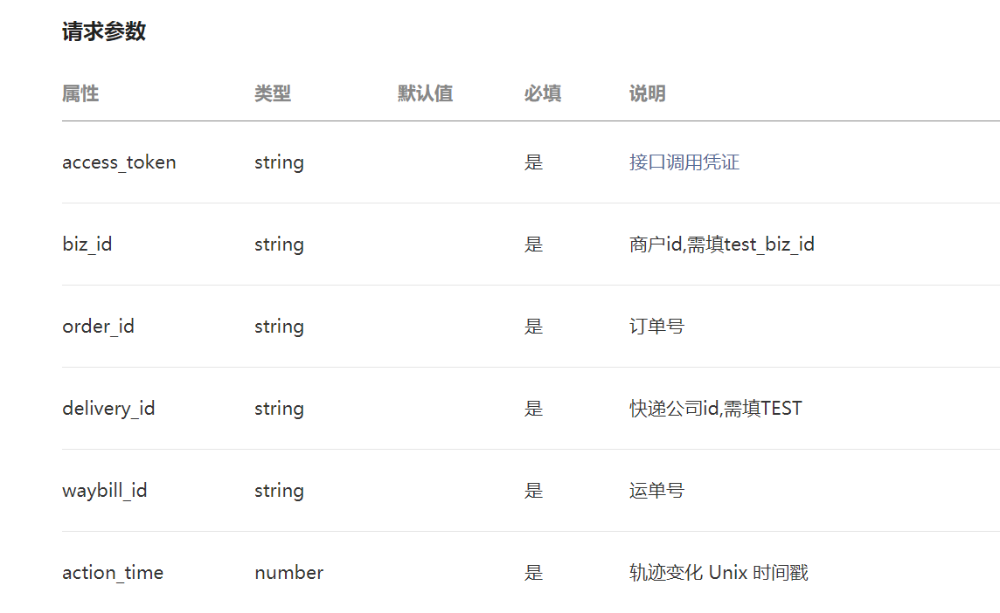 请求参数
属性 类型 默认值 必填 说明
access_token string 是 接口调用凭证
biz_id string 是 商户id,需填test_biz_id
order_id string 是 订单号
delivery_id string 是 快递公司id,需填TEST
waybill_id string 是 运单号
action_time number 是 轨迹变化 Unix 时间戳